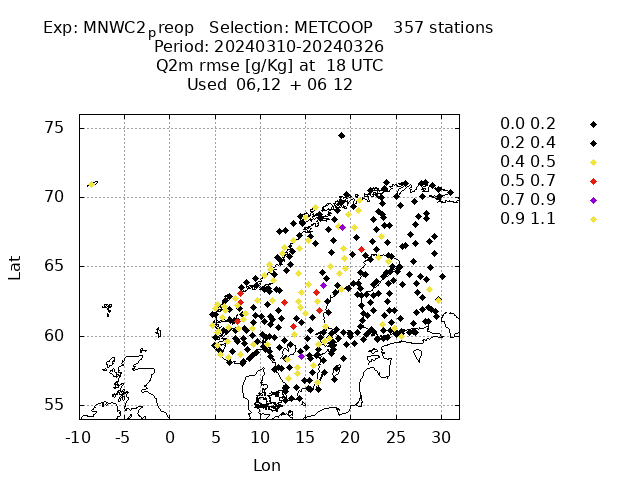 Exp: MNWC2preop   Selection: METCOOP    357 stations
Period: 20240310-20240326
Q2m rmse [g/Kg] at  18 UTC
Used  06,12  + 06 12
75
70
65
60
55
Lat
-10 -5 0 5 10 15 20 25 30
Lon
0.0 0.2
0.2 0.4
0.4 0.5
0.5 0.7
0.7 0.9
0.9 1.1